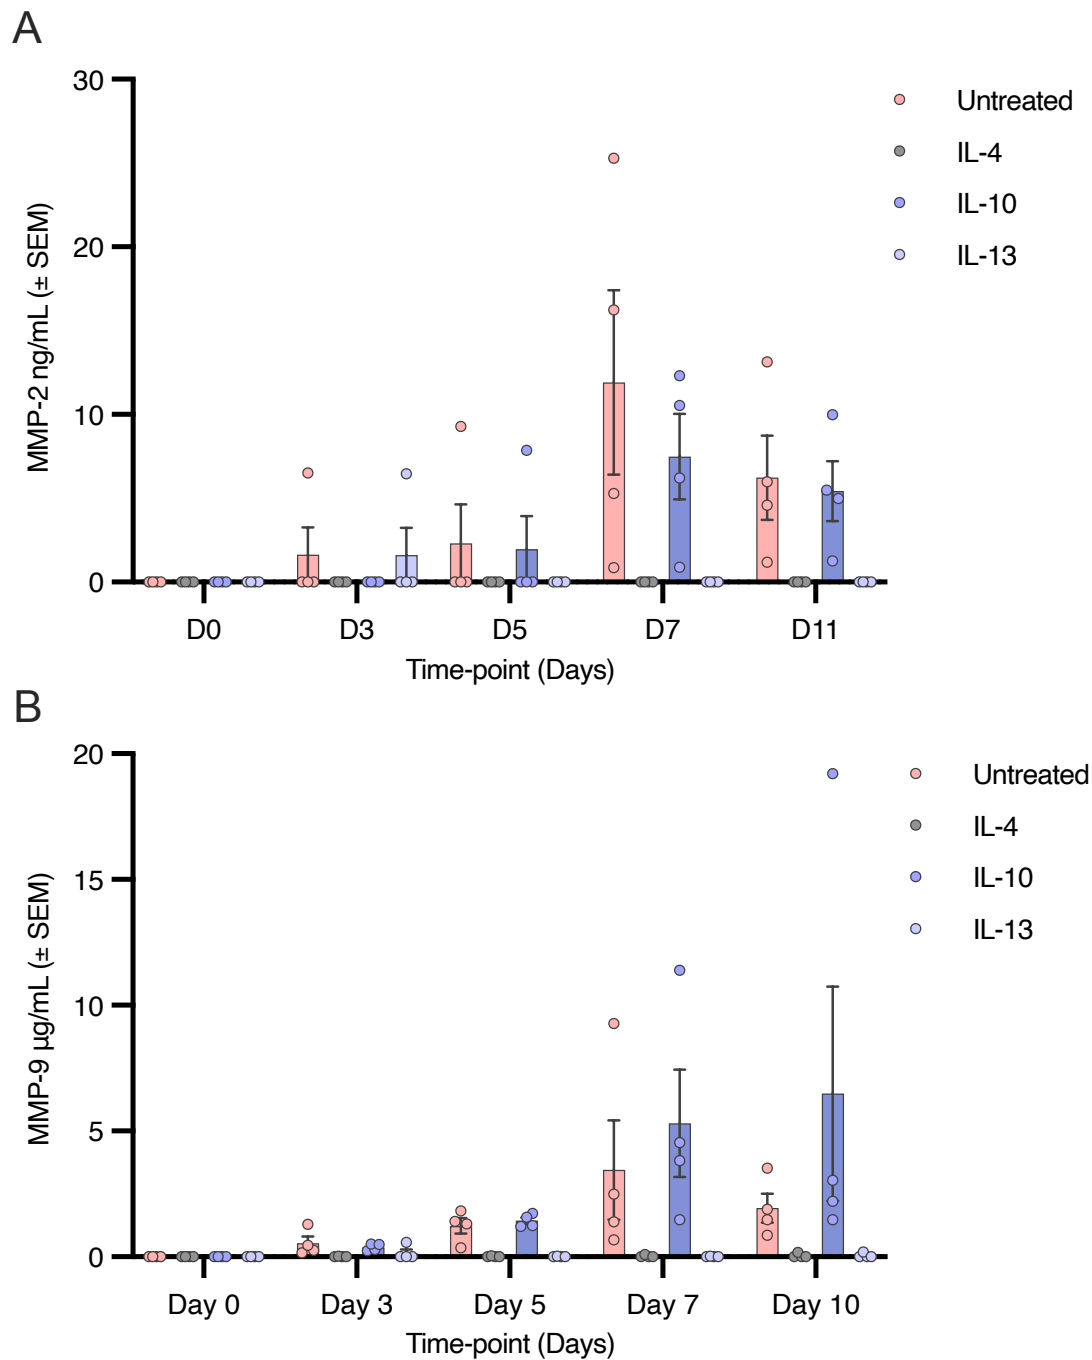 A
30
20
10
0
MMP-2 ng/mL (± SEM)
Untreated
IL-4
IL-10
IL-13
D0 D3 D5 D7 D11
Time-point (Days)
B
20
15
10
5
0
MMP-9 µg/mL (± SEM)
Untreated
IL-4
IL-10
IL-13
Day 0 Day 3 Day 5 Day 7 Day 10
Time-point (Days)